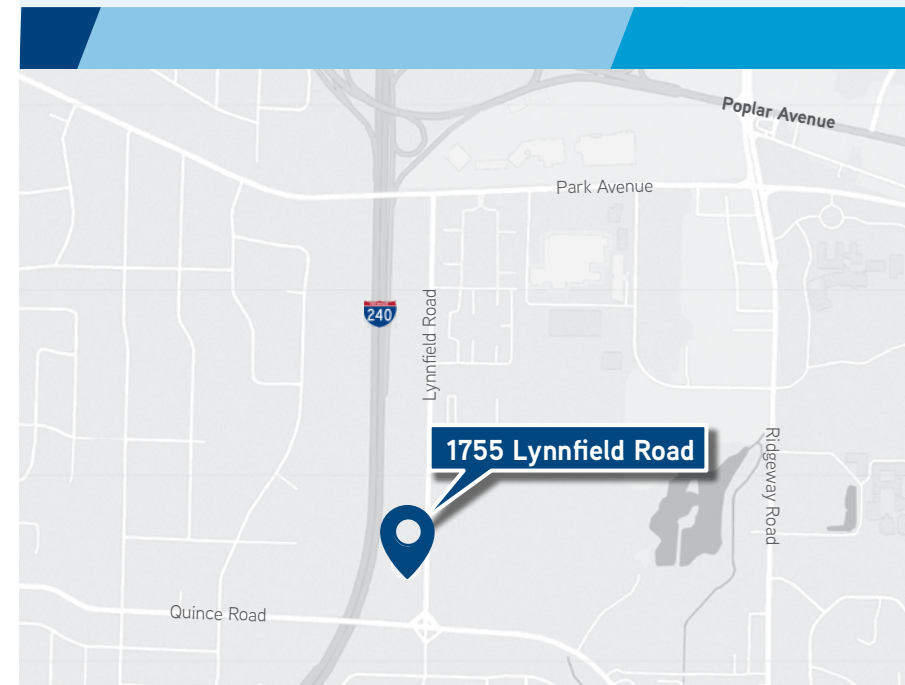 Poplar Avenue
Park Avenue
240
Lynnfield Road
1755 Lynnfield Road
Ridgeway Road
Quince Road